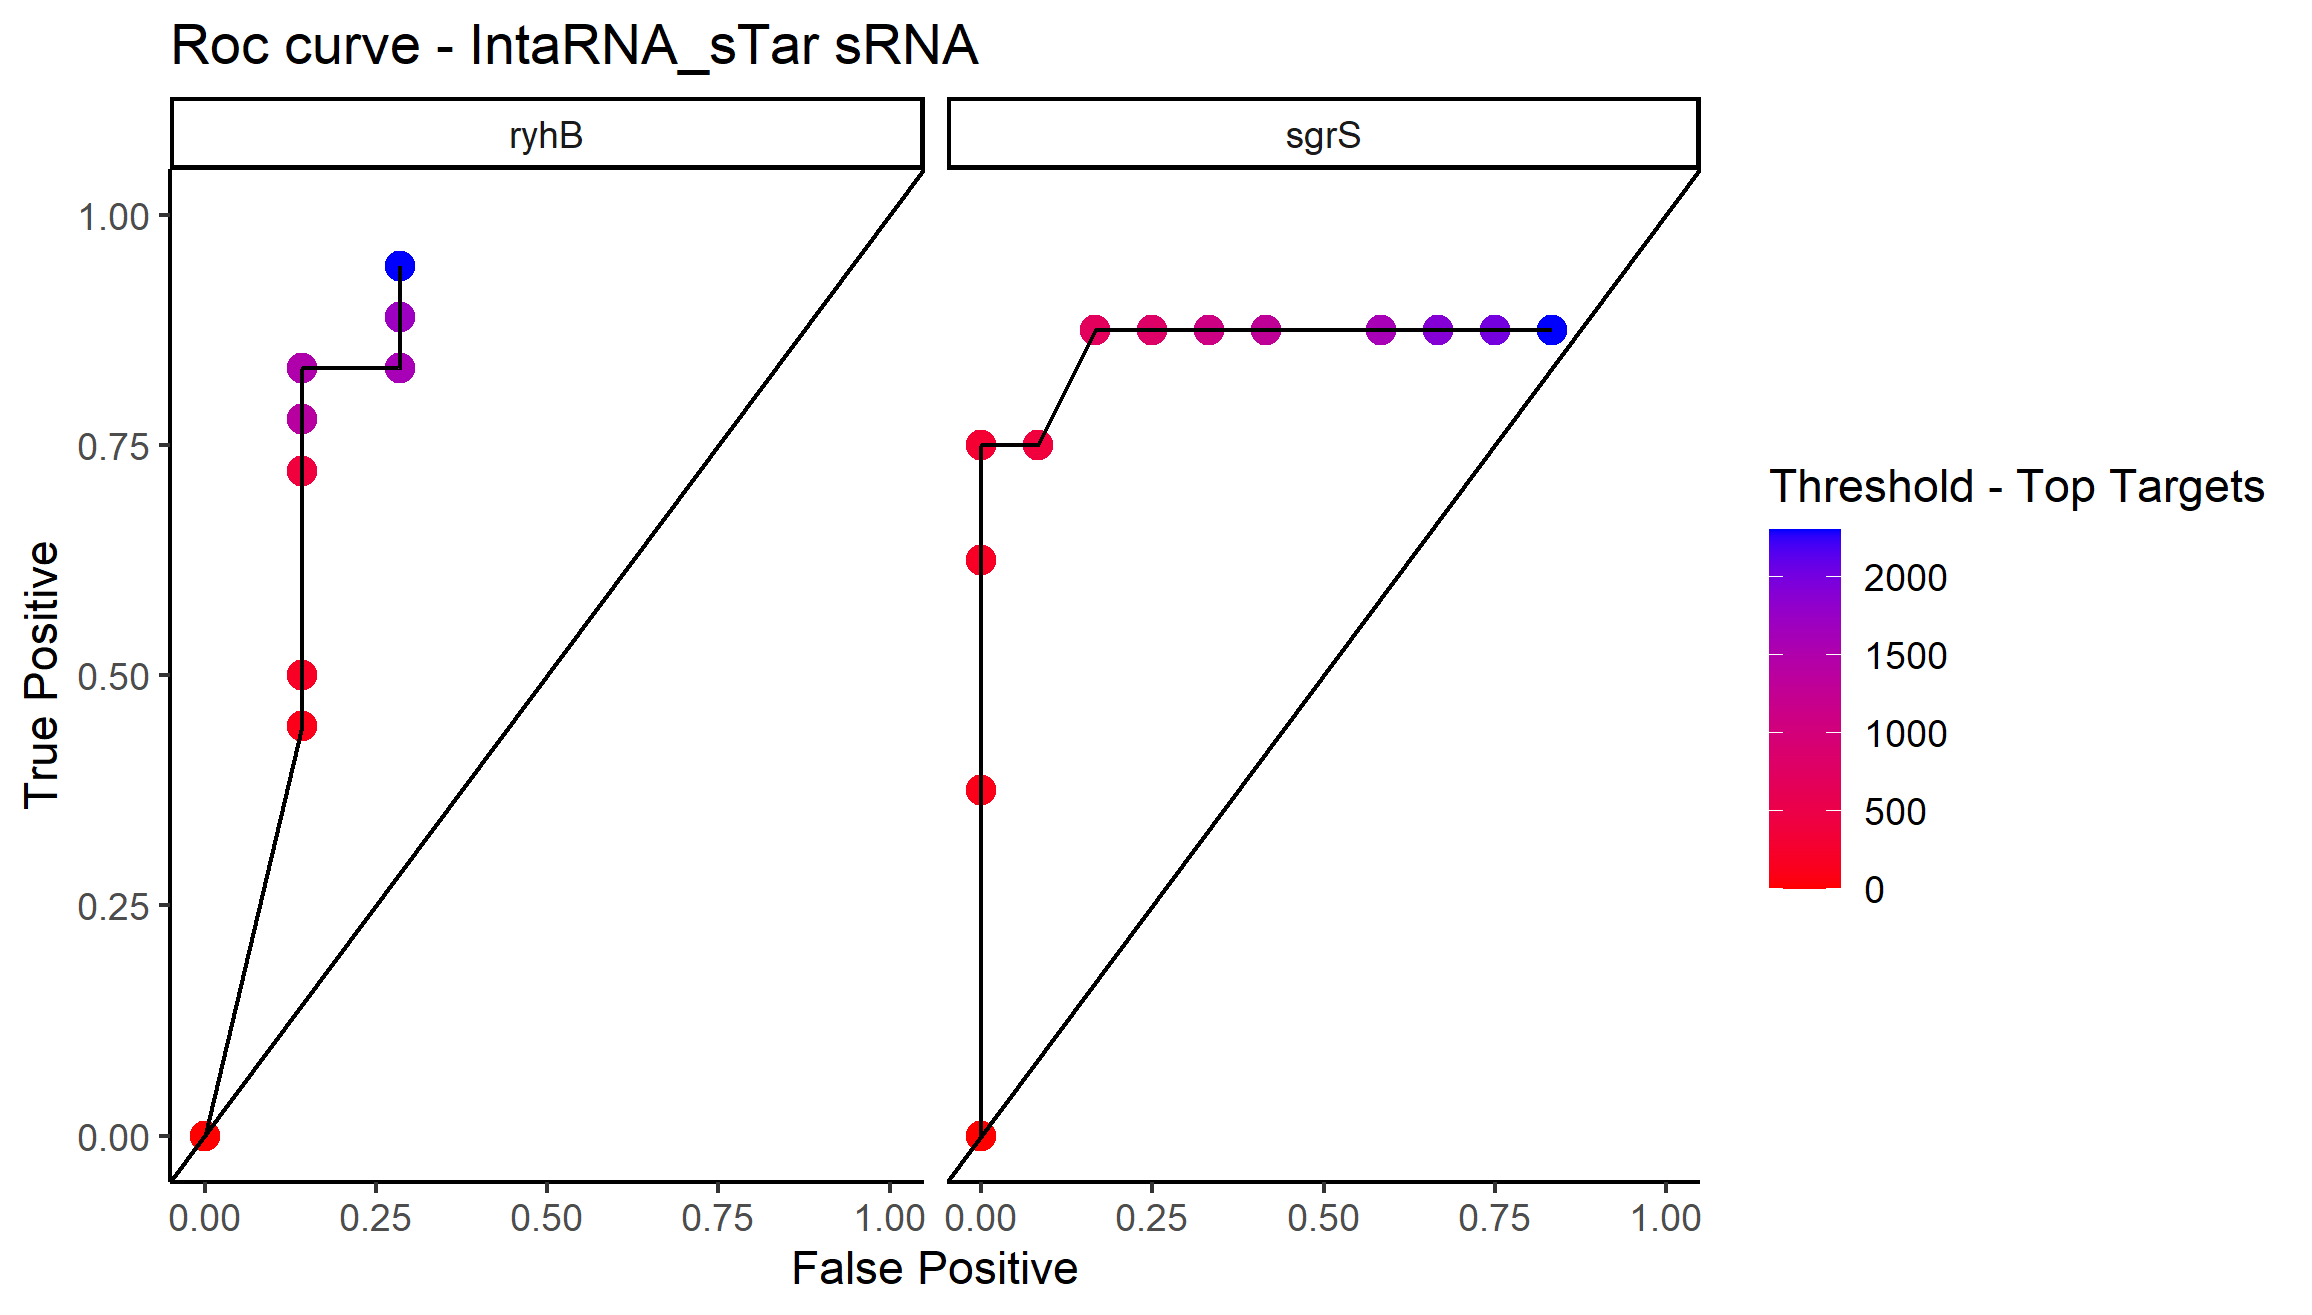 Roc curve - IntaRNA_sTar sRNA
ryhB
sgrS
1.00
0.75
0.50
0.25
0.00
True Positive
0.00 0.25 0.50 0.75 1.00
0.00 0.25 0.50 0.75 1.00
False Positive
Threshold - Top Targets
2000
1500
1000
500
0